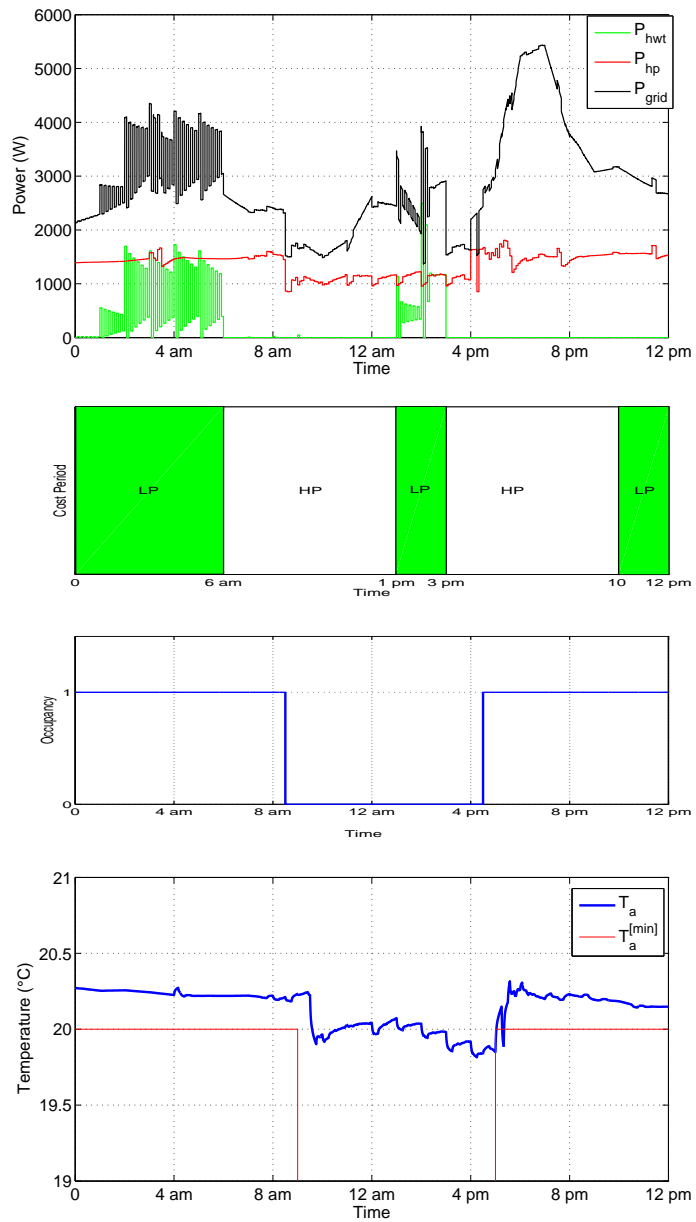 6000
5000
4000
3000
2000
1000
0
Power (W)
P_hwt
P_hp
P_grid
4 am
8 am
12 am
4 pm
8 pm
12 pm
Time
Cost Period
LP
HP
LP
HP
LP
0
6 am
1 pm
3 pm
10
12 pm
Time
1
0
Occupancy
0
4 am
8 am
12 am
4 pm
8 pm
12 pm
Time
21
20.5
20
19.5
19
Temperature (°C)
T_a
T_a^[min]
0
4 am
8 am
12 am
4 pm
8 pm
12 pm
Time